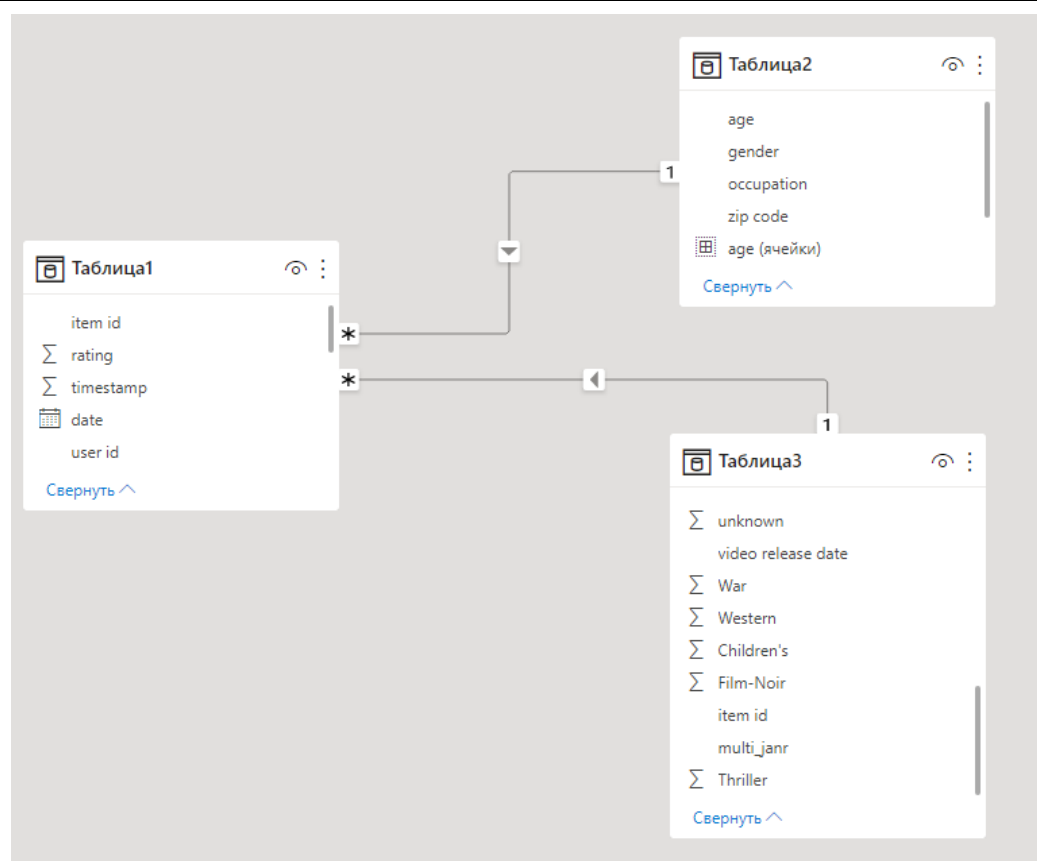 Таблица2
age
gender
occupation
zip code
age (ячейки)
Свернуть
1
Таблица1
item id
rating
timestamp
date
user id
Свернуть
*
*
1
Таблица3
unknown
video release date
War
Western
Children's
Film-Noir
item id
multi_janr
Thriller
Свернуть